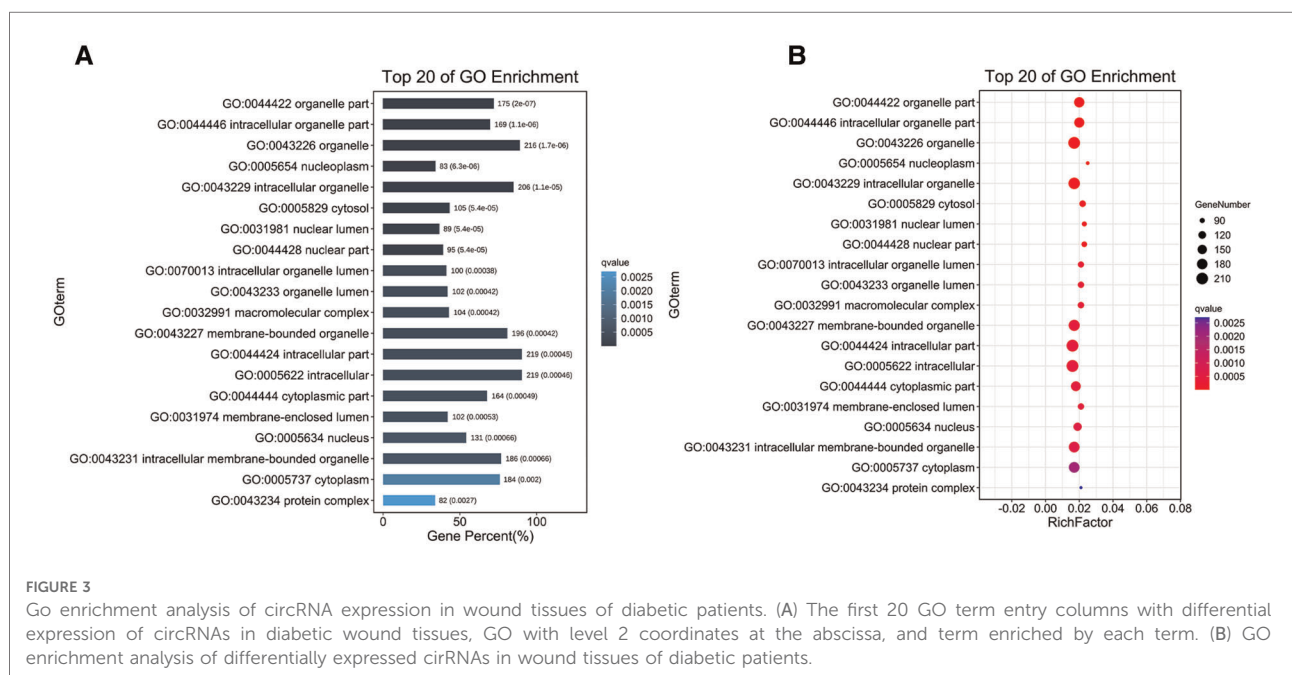 A
Top 20 of GO Enrichment
GOterm
GO:0044422 organelle part
175 (2e-07)
GO:0044446 intracellular organelle part
169 (1.1e-06)
GO:0043226 organelle
216 (1.7e-06)
GO:0005654 nucleoplasm
83 (6.3e-06)
GO:0043229 intracellular organelle
206 (1.1e-05)
GO:0005829 cytosol
105 (5.4e-05)
GO:0031981 nuclear lumen
89 (5.4e-05)
GO:0044428 nuclear part
95 (5.4e-05)
GO:0070013 intracellular organelle lumen
100 (0.00038)
GO:0043233 organelle lumen
102 (0.00042)
GO:0032991 macromolecular complex
104 (0.00042)
GO:0043227 membrane-bounded organelle
196 (0.00042)
GO:0044424 intracellular part
219 (0.00045)
GO:0005622 intracellular
219 (0.00046)
GO:0044444 cytoplasmic part
164 (0.00049)
GO:0031974 membrane-enclosed lumen
102 (0.00053)
GO:0005634 nucleus
131 (0.00066)
GO:0043231 intracellular membrane-bounded organelle
186 (0.00066)
GO:0005737 cytoplasm
184 (0.002)
GO:0043234 protein complex
82 (0.0027)
0 50 100
Gene Percent(%)
qvalue
0.0025
0.0020
0.0015
0.0010
0.0005
B
Top 20 of GO Enrichment
GOterm
GO:0044422 organelle part
GO:0044446 intracellular organelle part
GO:0043226 organelle
GO:0005654 nucleoplasm
GO:0043229 intracellular organelle
GO:0005829 cytosol
GO:0031981 nuclear lumen
GO:0044428 nuclear part
GO:0070013 intracellular organelle lumen
GO:0043233 organelle lumen
GO:0032991 macromolecular complex
GO:0043227 membrane-bounded organelle
GO:0044424 intracellular part
GO:0005622 intracellular
GO:0044444 cytoplasmic part
GO:0031974 membrane-enclosed lumen
GO:0005634 nucleus
GO:0043231 intracellular membrane-bounded organelle
GO:0005737 cytoplasm
GO:0043234 protein complex
-0.02 0.00 0.02 0.04 0.06 0.08
RichFactor
GeneNumber
90
120
150
180
210
qvalue
0.0025
0.0020
0.0015
0.0010
0.0005
FIGURE 3
Go enrichment analysis of circRNA expression in wound tissues of diabetic patients. (A) The first 20 GO term entry columns with differential
expression of circRNAs in diabetic wound tissues, GO with level 2 coordinates at the abscissa, and term enriched by each term. (B) GO
enrichment analysis of differentially expressed cirRNAs in wound tissues of diabetic patients.